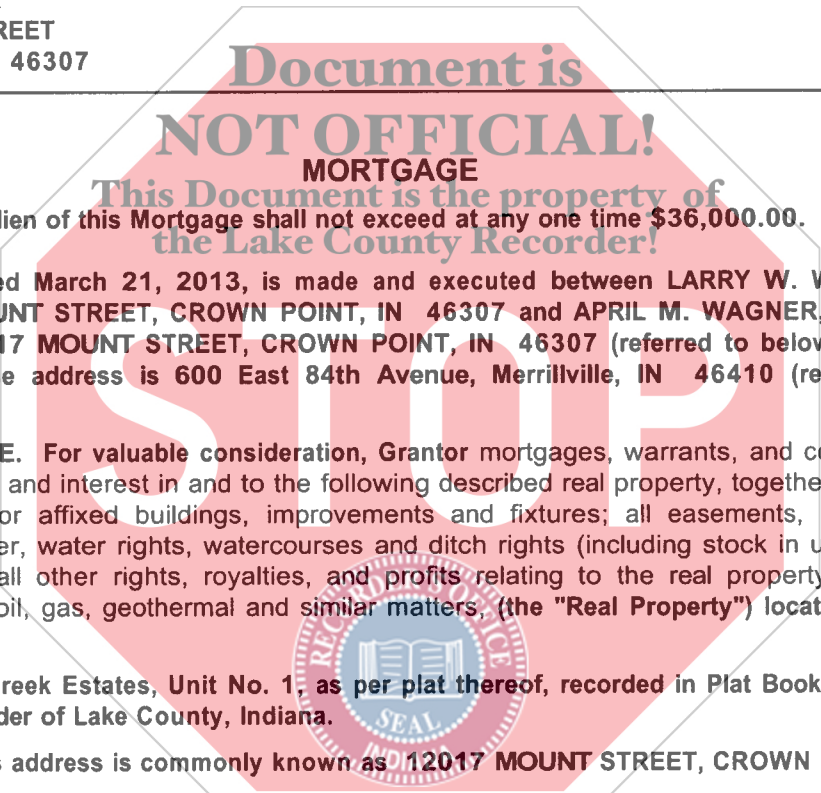 REET
46307
Document is
NOT OFFICIAL!
MORTGAGE
This Document is the property of
lien of this Mortgage shall not exceed at any one time $36,000.00.
the Lake County Recorder!
ed March 21, 2013, is made and executed between LARRY W. W
UNT STREET, CROWN POINT, IN 46307 and APRIL M. WAGNER,
17 MOUNT STREET, CROWN POINT, IN 46307 (referred to below
e address is 600 East 84th Avenue, Merrillville, IN 46410 (re
STOP
E. For valuable consideration, Grantor mortgages, warrants, and co
and interest in and to the following described real property, togethe
or affixed buildings, improvements and fixtures; all easements,
er, water rights, watercourses and ditch rights (including stock in u
all other rights, royalties, and profits relating to the real property
oil, gas, geothermal and similar matters, (the "Real Property") locat
RECORDER'S OFFICE
reek Estates, Unit No. 1, as per plat thereof, recorded in Plat Book
der of Lake County, Indiana.
SEAL
INDIANA
s address is commonly known as 12017 MOUNT STREET, CROWN